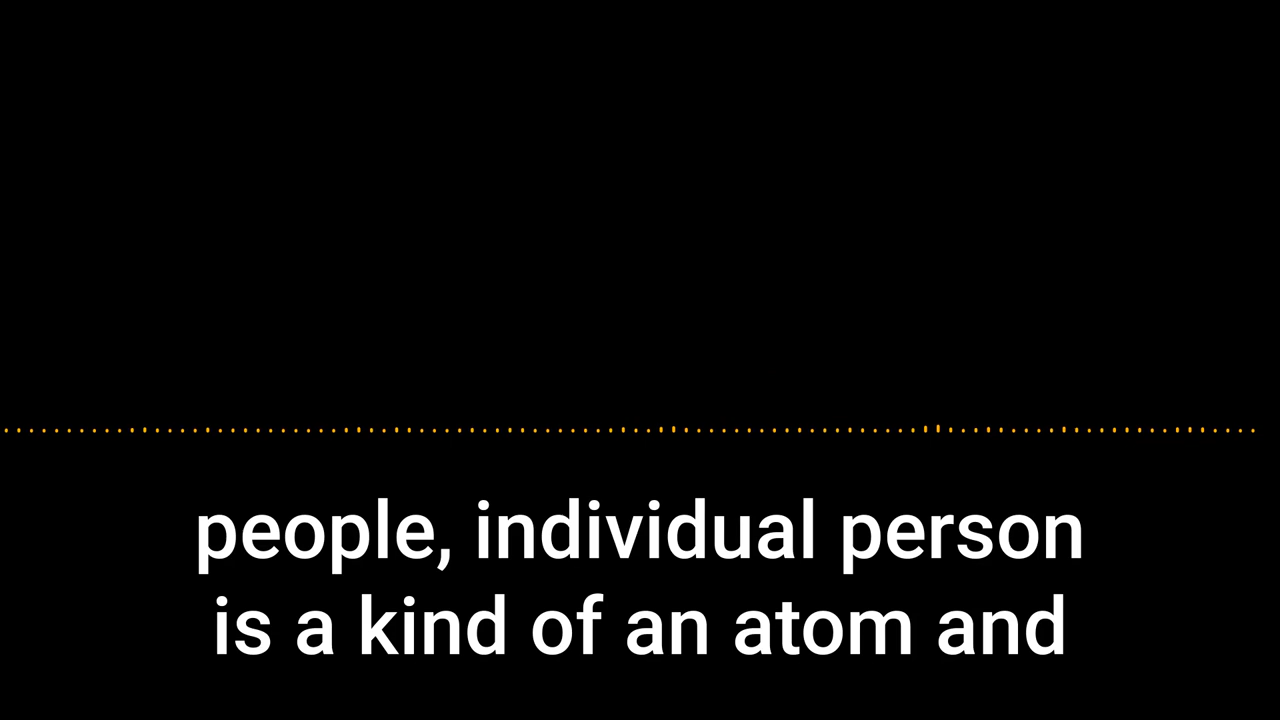 people, individual person
is a kind of an atom and